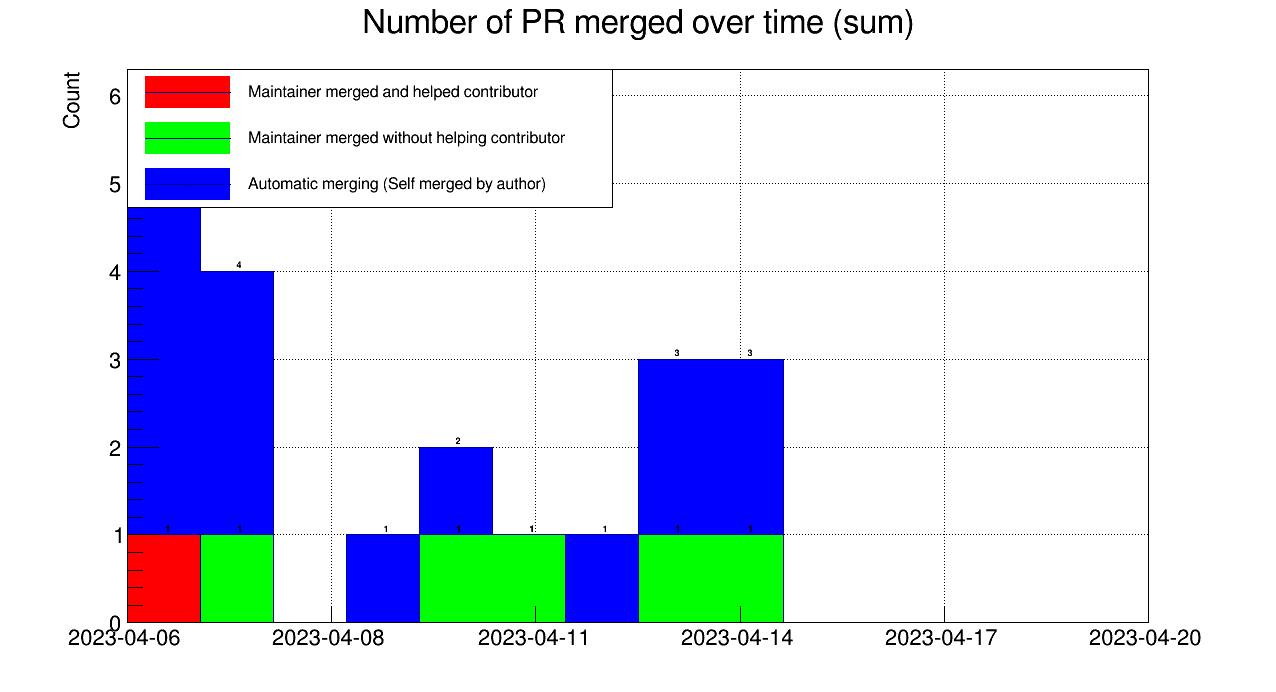 Number of PR merged over time (sum)
Count
Maintainer merged and helped contributor
Maintainer merged without helping contributor
Automatic merging (Self merged by author)
6
5
4
3
2
1
0
4
3 3
2
1 1 1 1 1 1 1 1
2023-04-06 2023-04-08 2023-04-11 2023-04-14 2023-04-17 2023-04-20